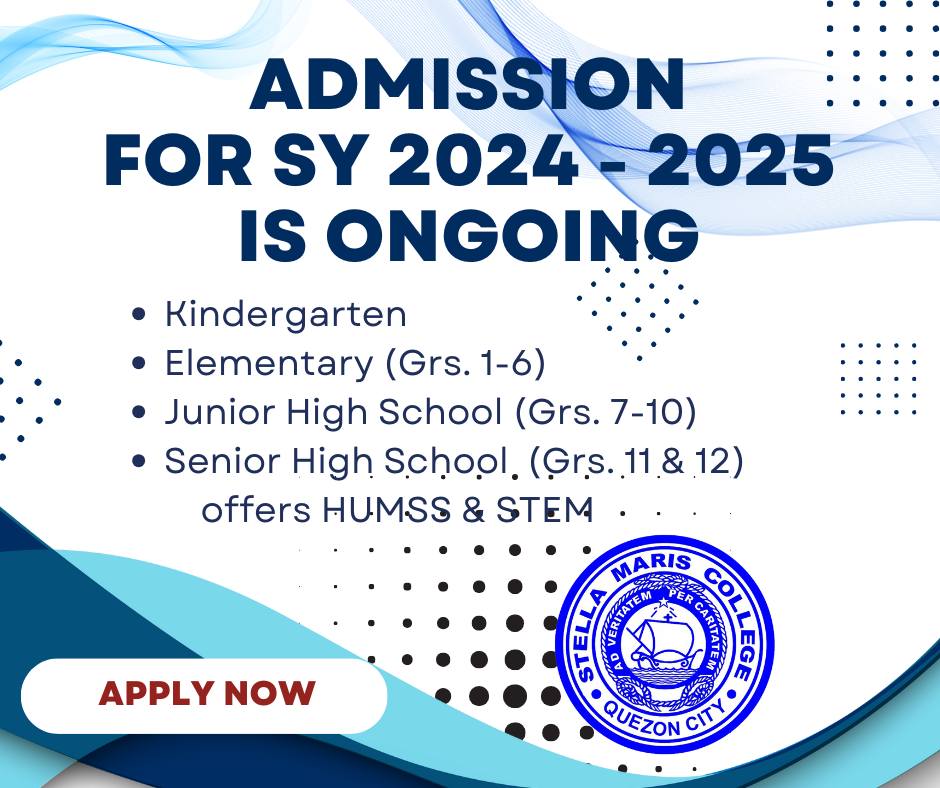 ADMISSION
FOR SY 2024 - 2025
IS ONGOING
• Kindergarten
• Elementary (Grs. 1-6)
• Junior High School (Grs. 7-10)
• Senior High School (Grs. 11 & 12)
offers HUMSS & STEM
STELLA MARIS COLLEGE
AD VERITATEM PER CARITATEM
• QUEZON CITY •
APPLY NOW